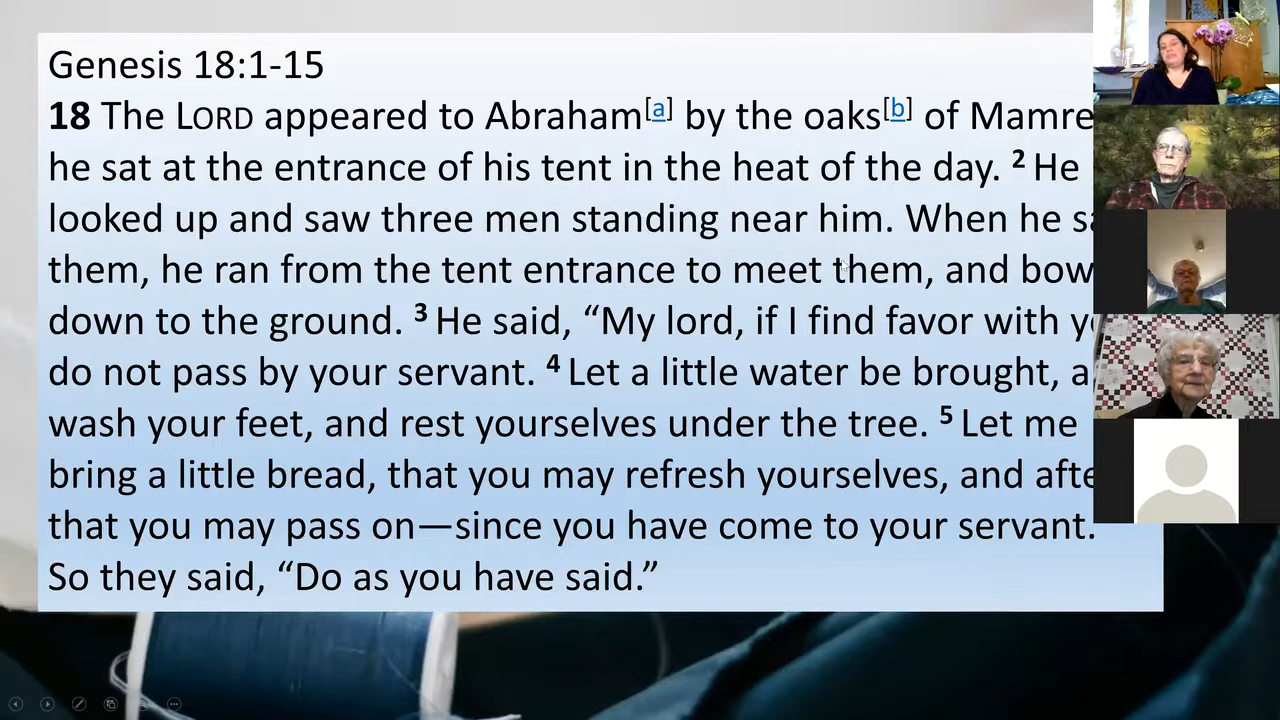 Genesis 18:1-15
18 The LORD appeared to Abraham[a] by the oaks[b] of Mamre
he sat at the entrance of his tent in the heat of the day. 2 He
looked up and saw three men standing near him. When he
them, he ran from the tent entrance to meet them, and bow
down to the ground. 3 He said, “My lord, if I find favor with
do not pass by your servant. 4 Let a little water be brought,
wash your feet, and rest yourselves under the tree. 5 Let me
bring a little bread, that you may refresh yourselves, and afte
that you may pass on—since you have come to your servant.
So they said, “Do as you have said.”